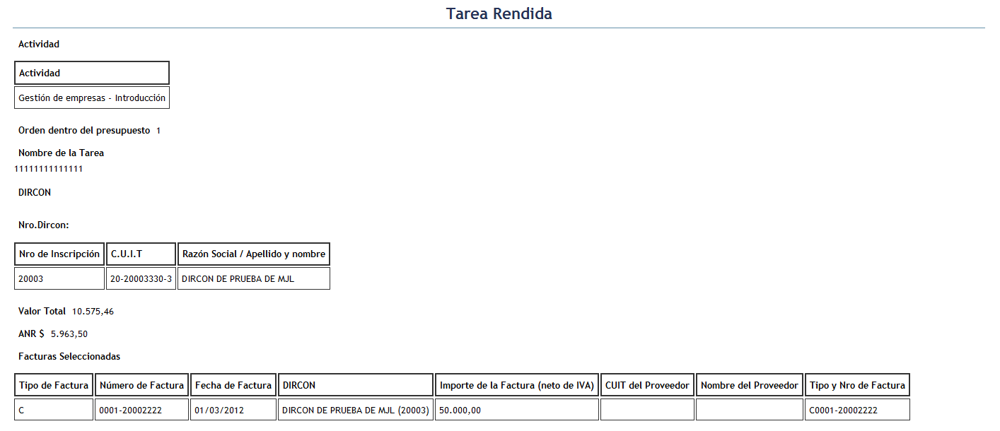 Tarea Rendida
Actividad
Actividad
Gestión de empresas - Introducción
Orden dentro del presupuesto 1
Nombre de la Tarea
11111111111111
DIRCON
Nro.Dircon:
Nro de Inscripción C.U.I.T Razón Social / Apellido y nombre
20003 20-20003330-3 DIRCON DE PRUEBA DE MJL
Valor Total 10.575,46
ANR $ 5.963,50
Facturas Seleccionadas
Tipo de Factura Número de Factura Fecha de Factura DIRCON Importe de la Factura (neto de IVA) CUIT del Proveedor Nombre del Proveedor Tipo y Nro de Factura
C 0001-20002222 01/03/2012 DIRCON DE PRUEBA DE MJL (20003) 50.000,00 C0001-20002222